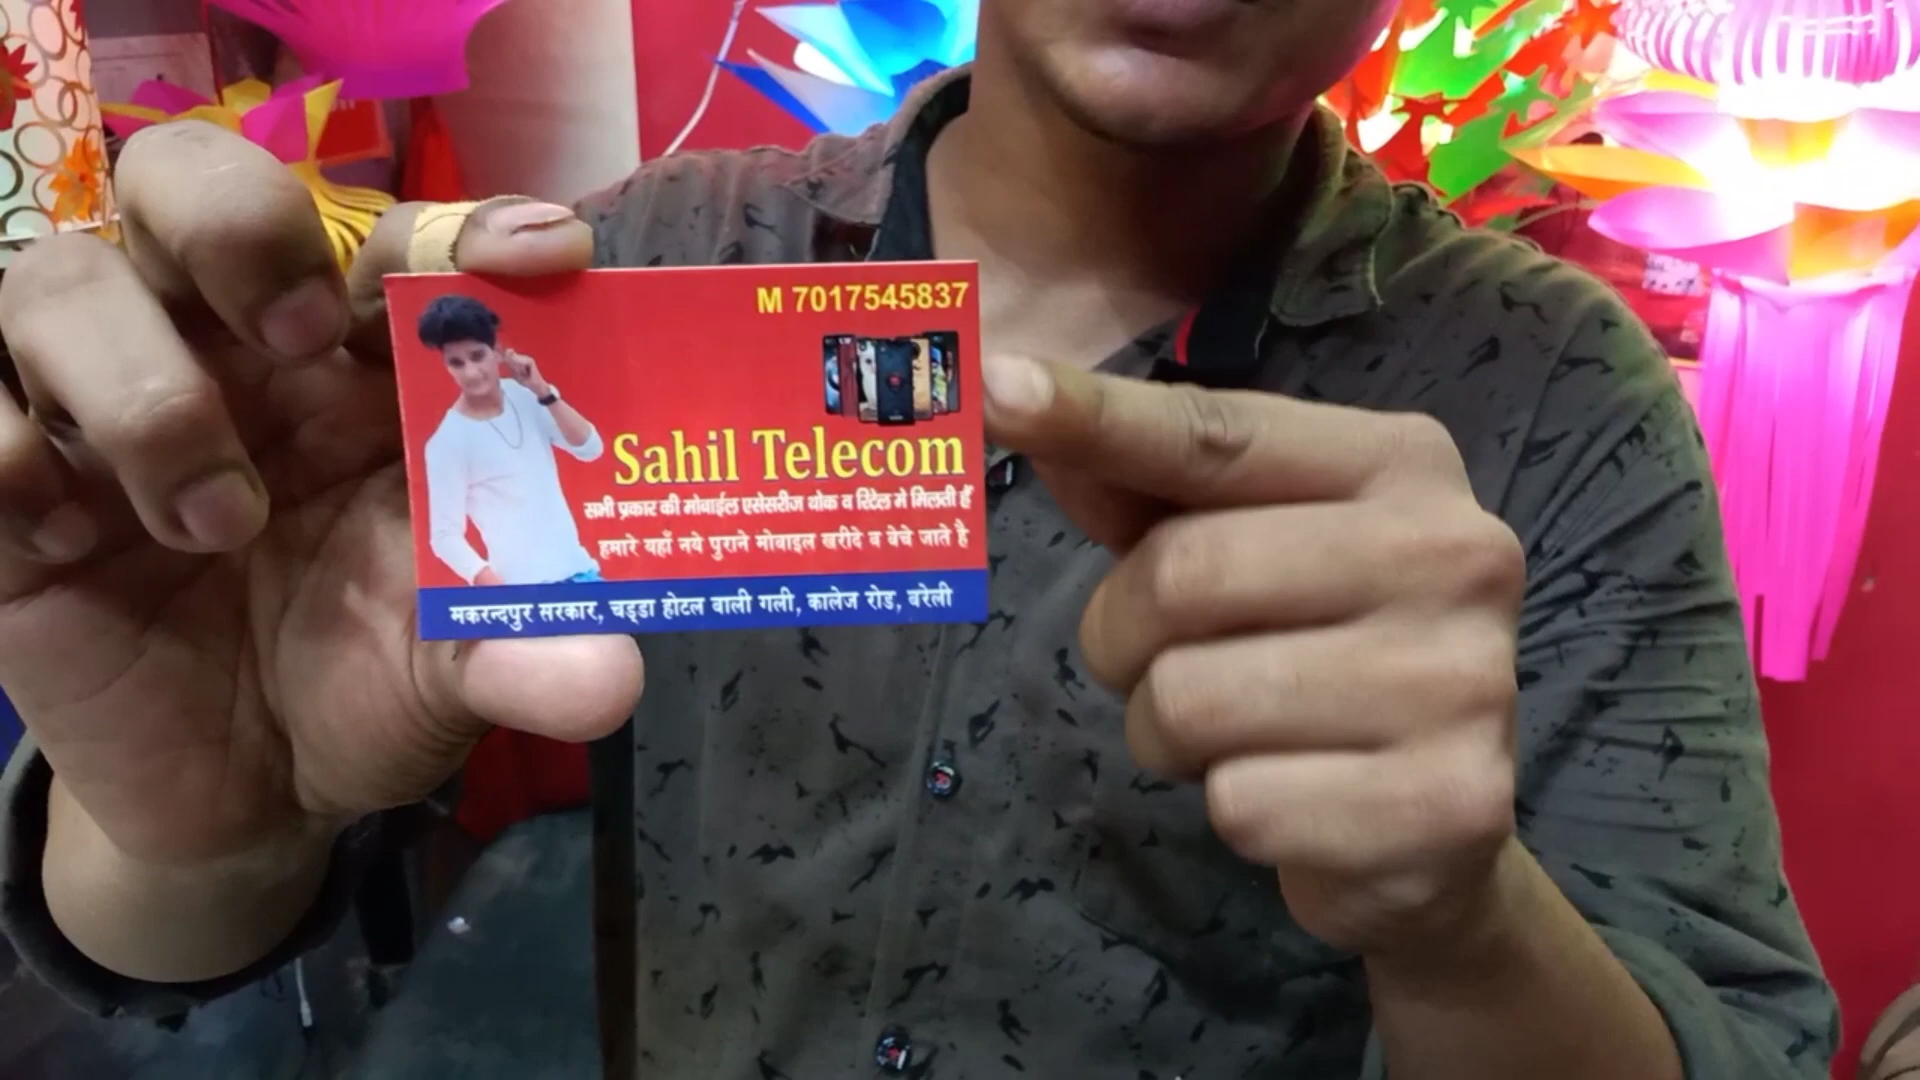 M 7017545837
Sahil Telecom
सभी प्रकार की मोबाईल एसेसरीज थोक व रिटेल मे मिलती हैं
हमारे यहाँ नये पुराने मोबाइल खरीदे व बेचे जाते है
मकरन्दपुर सरकार, चड्डा होटल वाली गली, कालेज रोड, बरेली